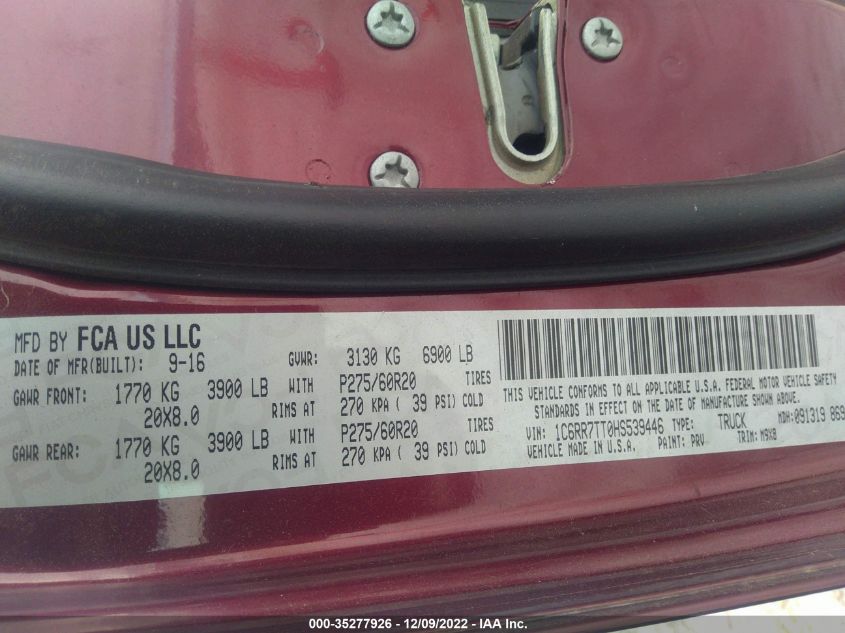 MFD BY FCA US LLC
DATE OF MFR(BUILT): 9-16 GVWR: 3130 KG 6900 LB
GAWR FRONT: 1770 KG 3900 LB WITH P275/60R20 TIRES
20X8.0 RIMS AT 270 KPA ( 39 PSI) COLD
GAWR REAR: 1770 KG 3900 LB WITH P275/60R20 TIRES
20X8.0 RIMS AT 270 KPA ( 39 PSI) COLD
THIS VEHICLE CONFORMS TO ALL APPLICABLE U.S.A. FEDERAL MOTOR VEHICLE SAFETY
STANDARDS IN EFFECT ON THE DATE OF MANUFACTURE SHOWN ABOVE.
VIN: 1C6RR7TT0HS539446 TYPE: TRUCK MDH: 091319 869
VEHICLE MADE IN U.S.A. PAINT: PRV TRIM: M9X8
000-35277926 - 12/09/2022 - IAA Inc.